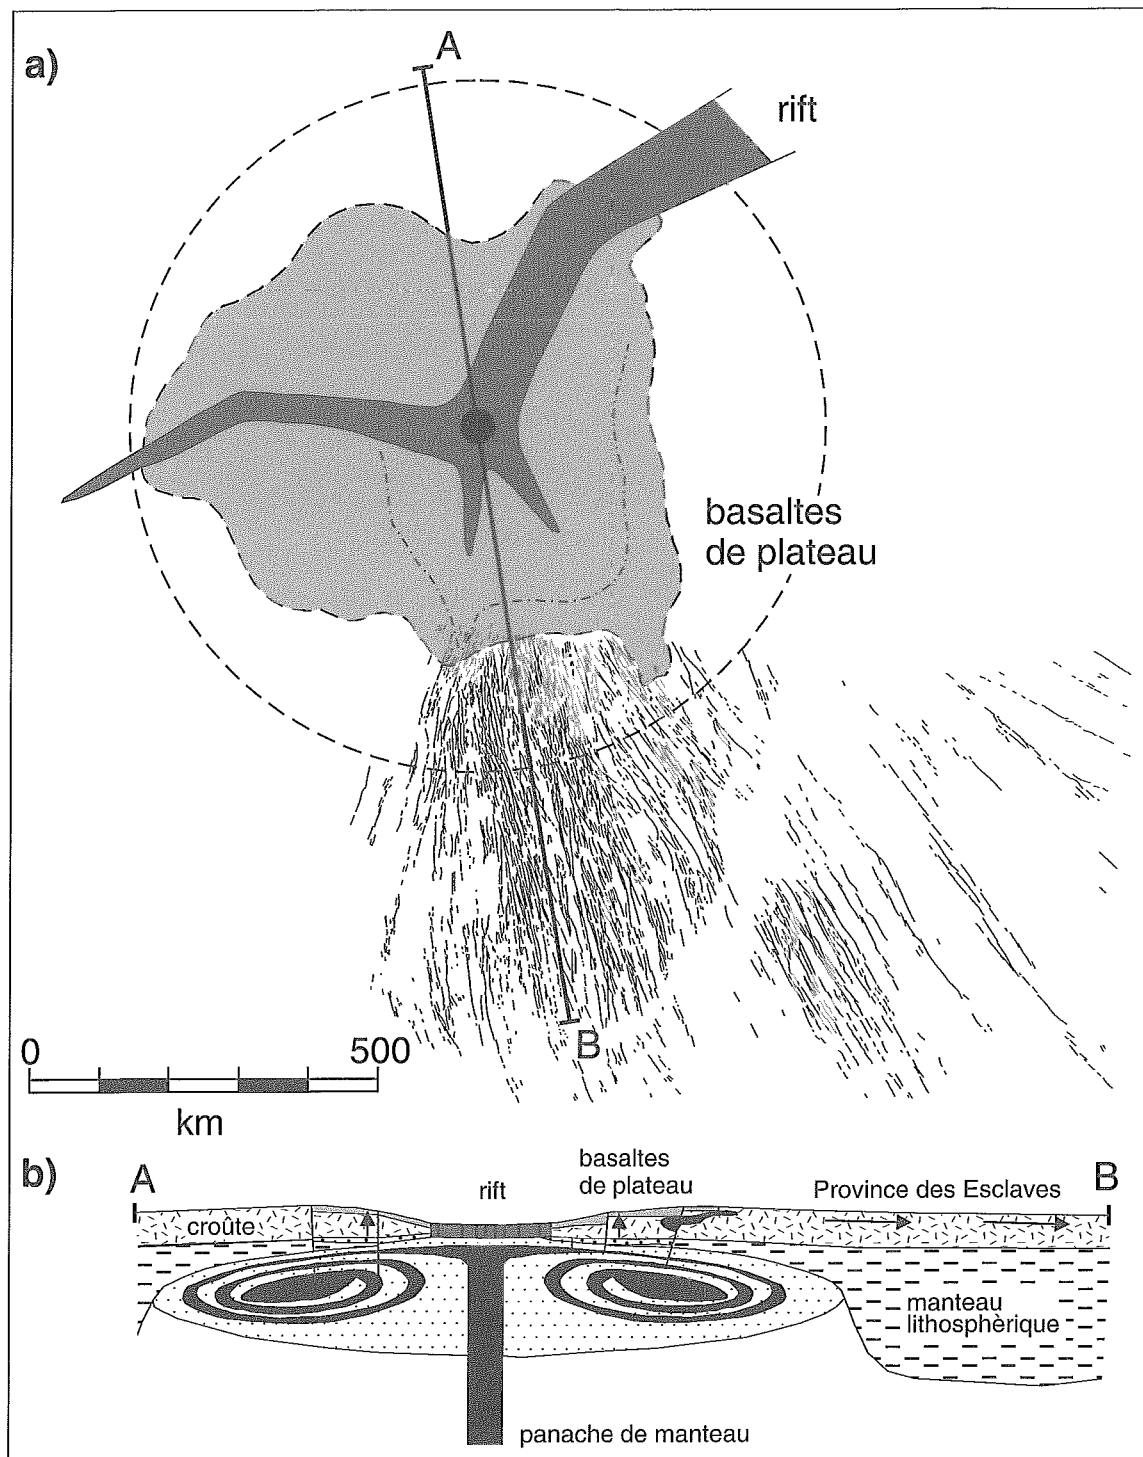 a)
A
rift
basaltes
de plateau
B
0 500
km
b)
A
rift
basaltes
de plateau
Province des Esclaves
B
croûte
manteau
lithosphèrique
panache de manteau